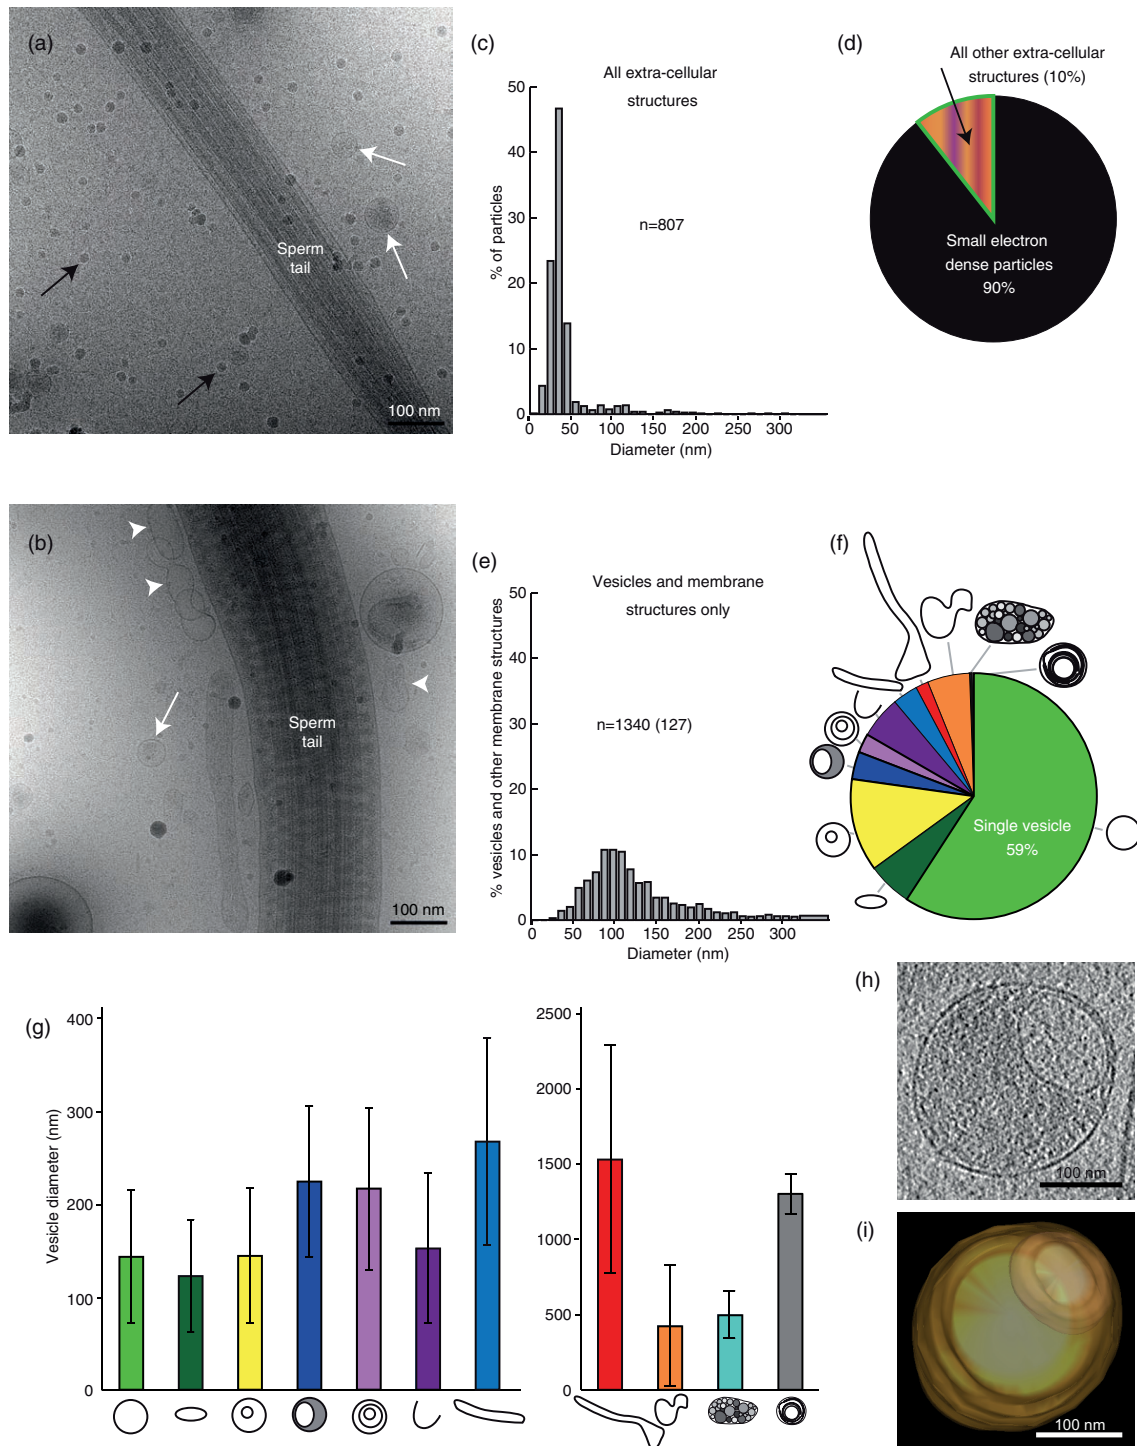 (a)
Sperm
tail
100 nm
(c)
All extra-cellular
structures
n=807
% of particles
50
40
30
20
10
0
0
50
100
150
200
250
300
Diameter (nm)
(d)
All other extra-cellular
structures (10%)
Small electron
dense particles
90%
(b)
Sperm
tail
100 nm
(e)
Vesicles and membrane
structures only
n=1340 (127)
% vesicles and other membrane structures
50
40
30
20
10
0
0
50
100
150
200
250
300
Diameter (nm)
(f)
Single vesicle
59%
(g)
Vesicle diameter (nm)
400
300
200
100
0
2500
2000
1500
1000
500
0
(h)
100 nm
(i)
100 nm